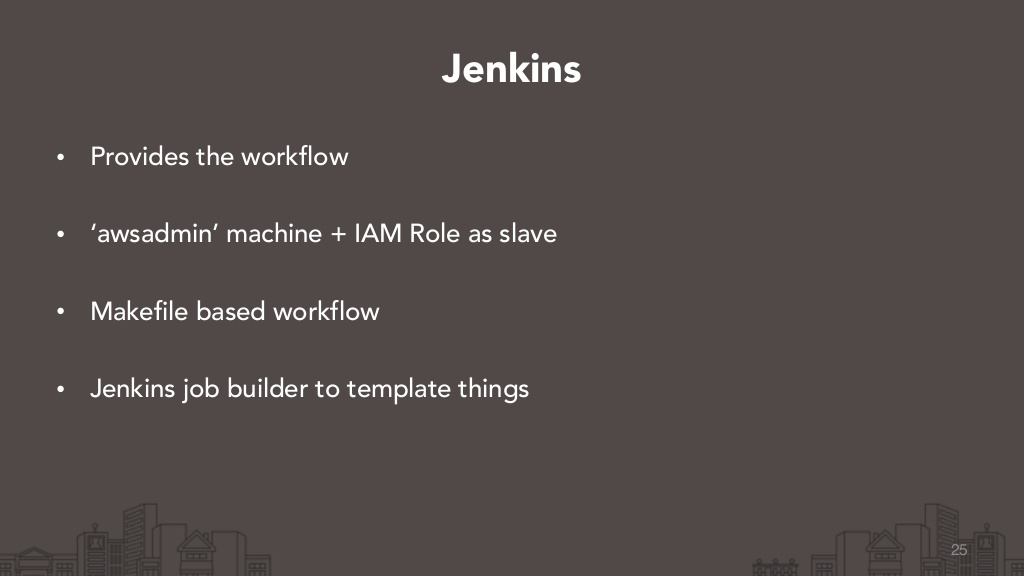 Jenkins
• Provides the workflow
• ‘awsadmin’ machine + IAM Role as slave
• Makefile based workflow
• Jenkins job builder to template things
25